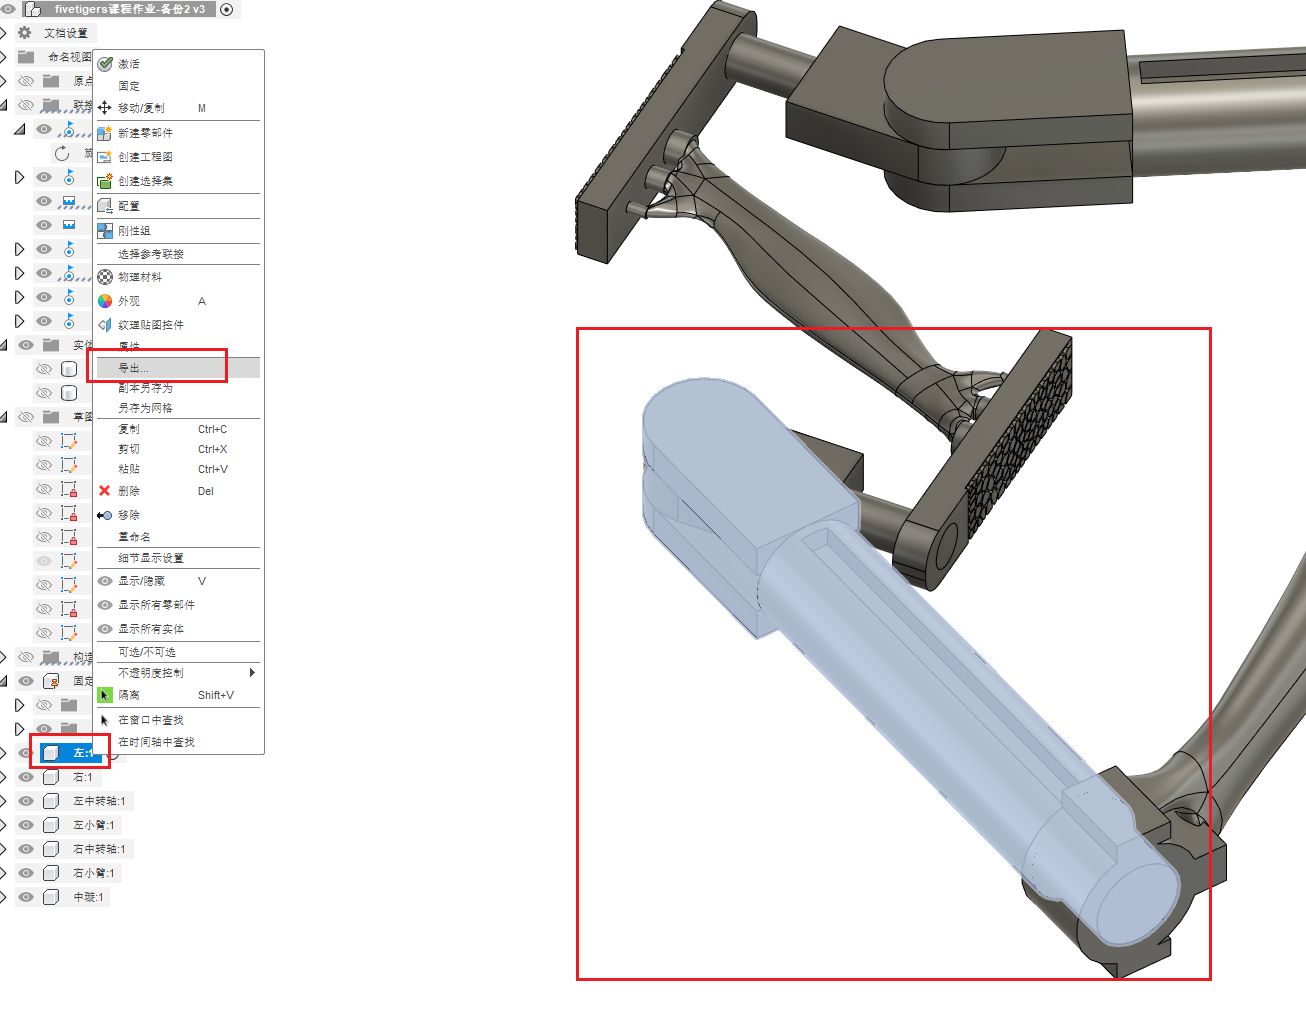 fivetigers课程作业-备份2 v3
文档设置
命名视图
原点
联接
旋
实体
草图
构造
固定
左:1
右:1
左中转轴:1
左小臂:1
右中转轴:1
右小臂:1
中璇:1
激活
固定
移动/复制 M
新建零部件
创建工程图
创建选择集
配置
刚性组
选择参考联接
物理材料
外观 A
纹理贴图控件
属性
导出...
副本另存为
另存为网格
复制 Ctrl+C
剪切 Ctrl+X
粘贴 Ctrl+V
删除 Del
移除
重命名
细节显示设置
显示/隐藏 V
显示所有零部件
显示所有实体
可选/不可选
不透明度控制
隔离 Shift+V
在窗口中查找
在时间轴中查找